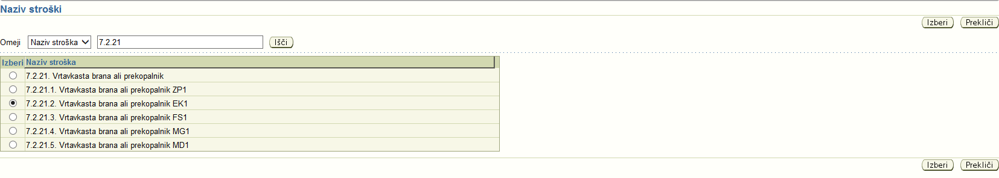 Naziv stroški
Izberi Prekliči
Omeji Naziv stroška 7.2.21 Išči
Izberi Naziv stroška
7.2.21. Vrtavkasta brana ali prekopalnik
7.2.21.1. Vrtavkasta brana ali prekopalnik ZP1
7.2.21.2. Vrtavkasta brana ali prekopalnik EK1
7.2.21.3. Vrtavkasta brana ali prekopalnik FS1
7.2.21.4. Vrtavkasta brana ali prekopalnik MG1
7.2.21.5. Vrtavkasta brana ali prekopalnik MD1
Izberi Prekliči